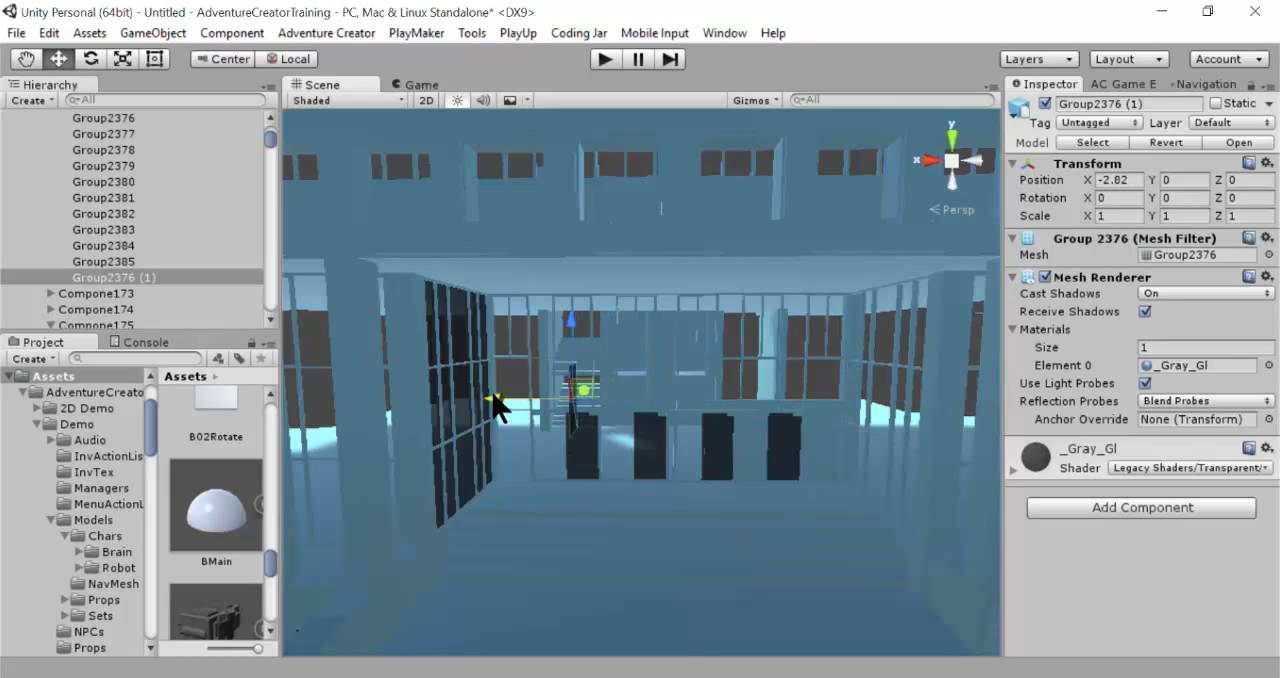 Unity Personal (64bit) - Untitled - AdventureCreatorTraining - PC, Mac & Linux Standalone* <DX9>
File Edit Assets GameObject Component Adventure Creator PlayMaker Tools PlayUp Coding Jar Mobile Input Window Help
Center Local Layers Layout Account
Hierarchy
Create All
Group2376
Group2377
Group2378
Group2379
Group2380
Group2381
Group2382
Group2383
Group2384
Group2385
Group2376 (1)
Compone173
Compone174
Compone175
Project Console
Create
Assets
AdventureCreato
2D Demo
Demo
Audio
InvActionLis
InvTex
Managers
MenuActionL
Models
Chars
Brain
Robot
NavMesh
Props
Sets
NPCs
Props
Assets
B02Rotate
BMain
Scene Game
Shaded 2D Gizmos All
y
x
Persp
Inspector AC Game E Navigation
Group2376 (1) Static
Tag Untagged Layer Default
Model Select Revert Open
Transform
Position X -2.82 Y 0 Z 0
Rotation X 0 Y 0 Z 0
Scale X 1 Y 1 Z 1
Group 2376 (Mesh Filter)
Mesh Group2376
Mesh Renderer
Cast Shadows On
Receive Shadows
Materials
Size 1
Element 0 _Gray_Gl
Use Light Probes
Reflection Probes Blend Probes
Anchor Override None (Transform)
_Gray_Gl
Shader Legacy Shaders/Transparent/
Add Component